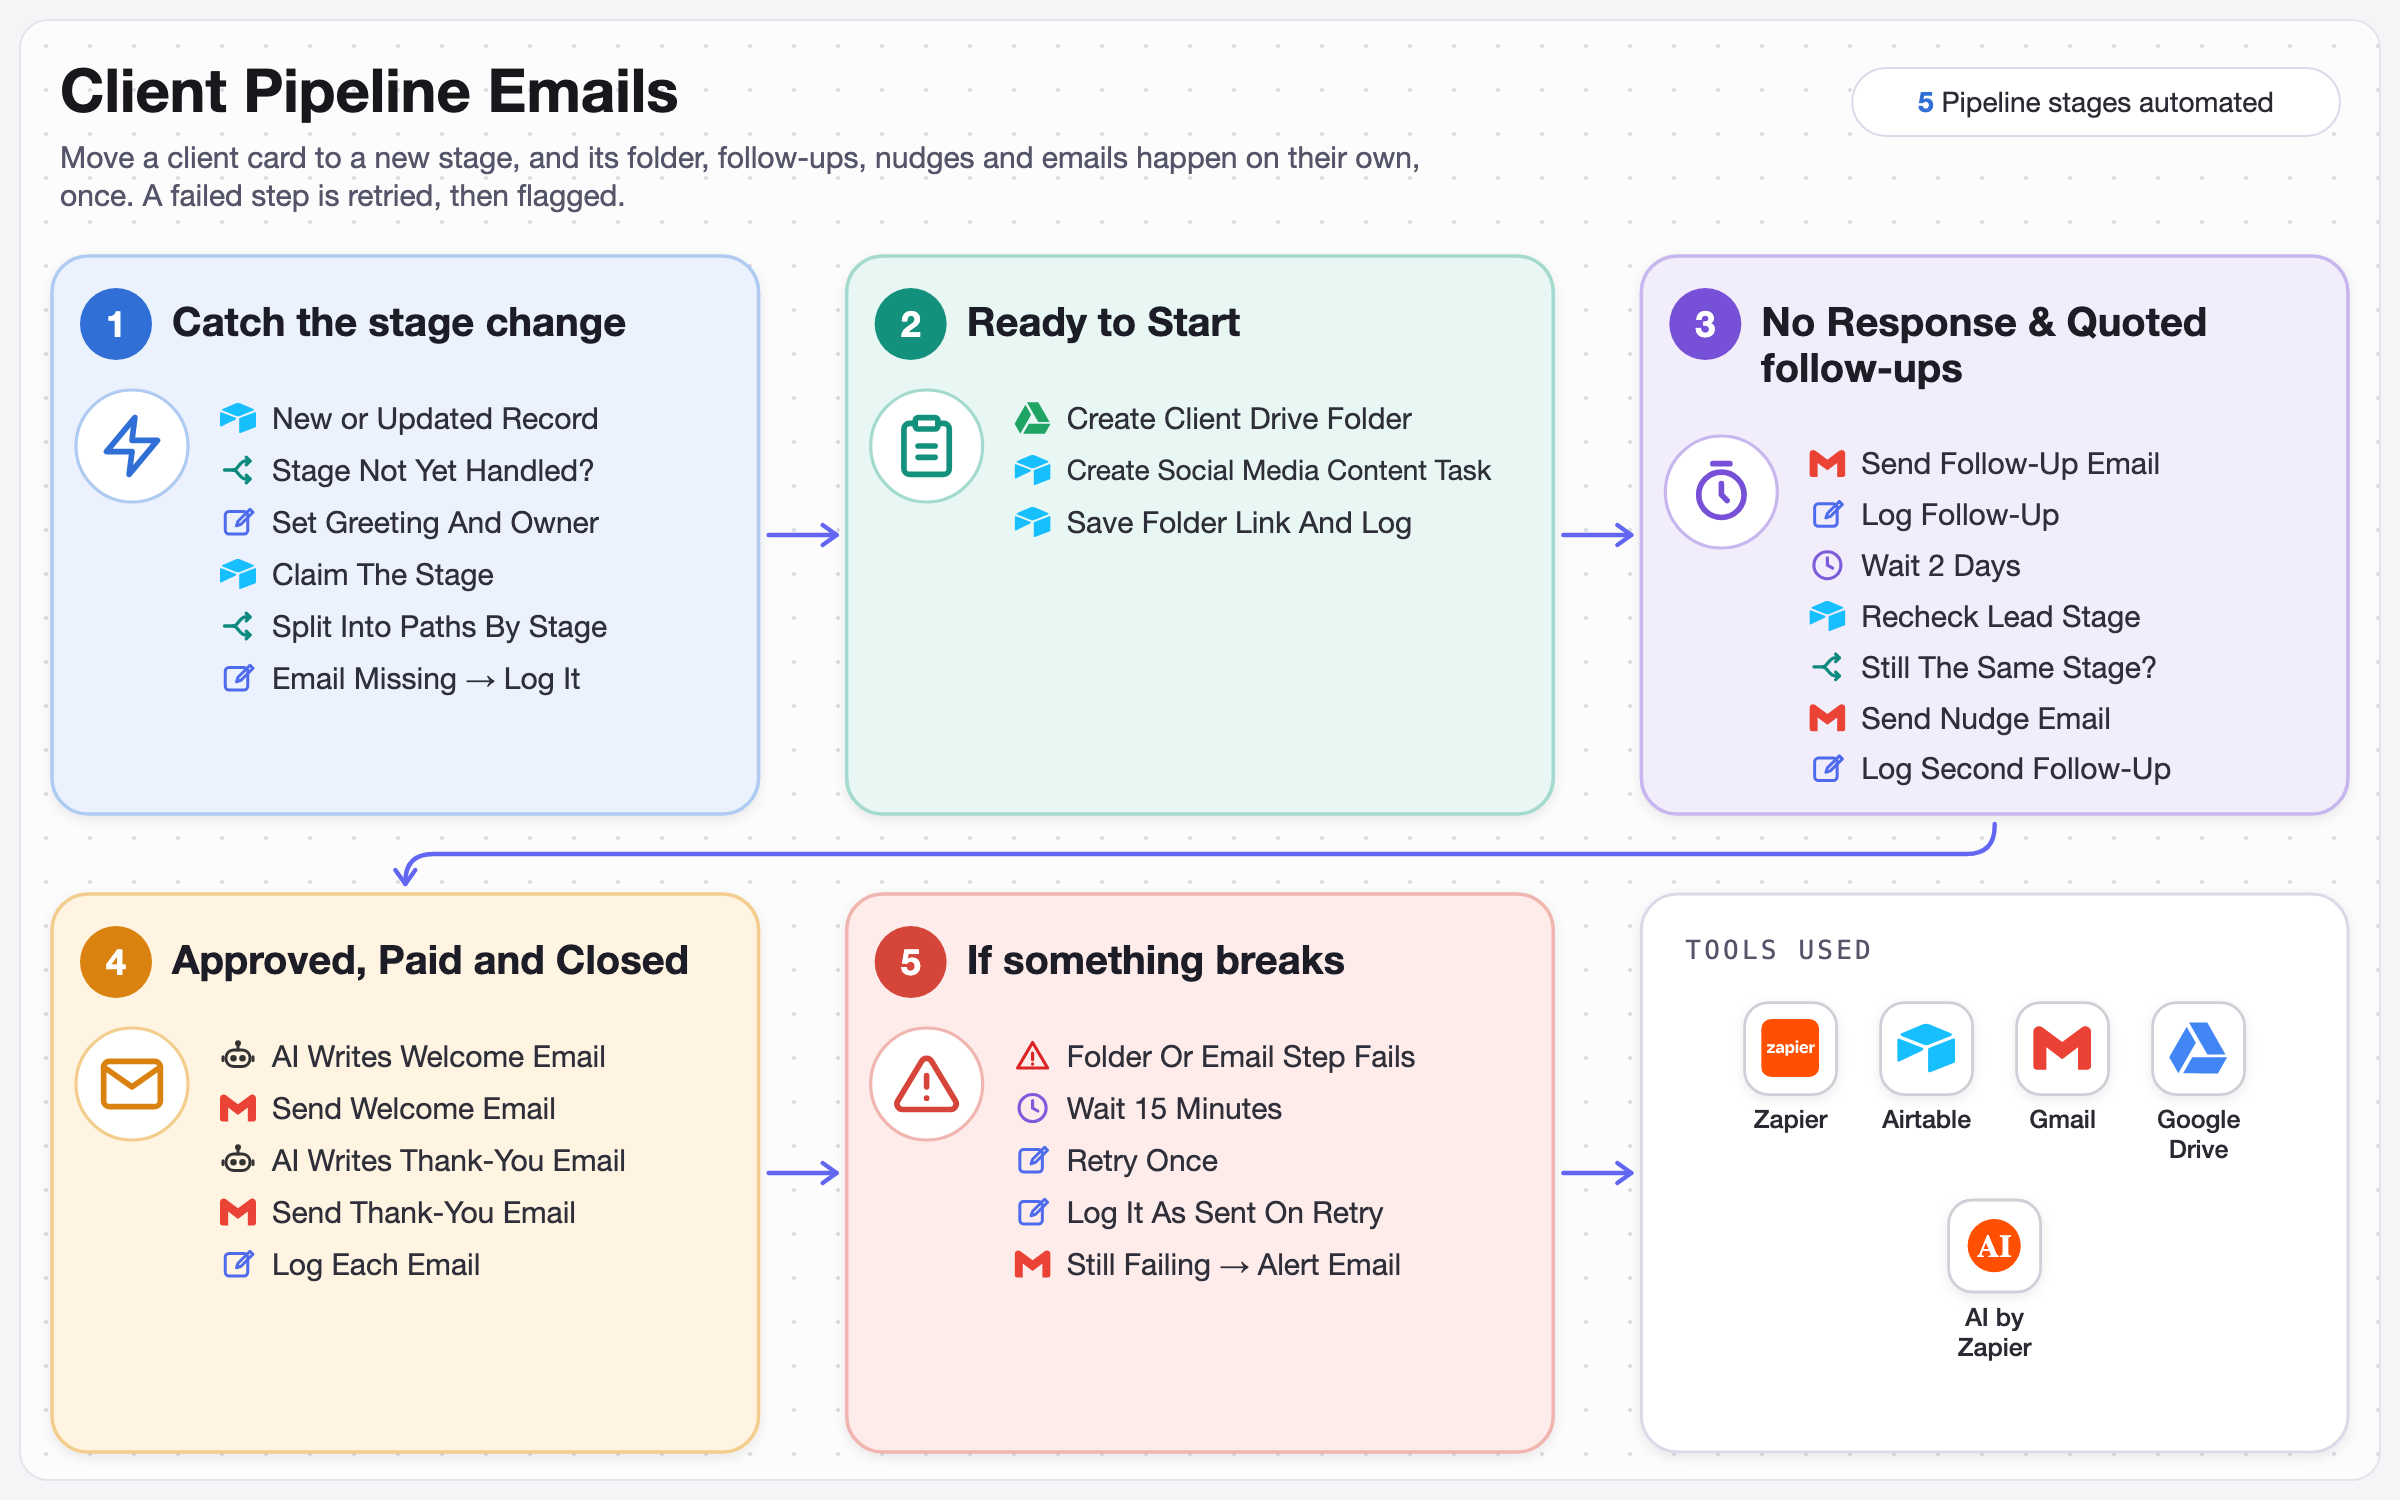 Client Pipeline Emails
5 Pipeline stages automated
Move a client card to a new stage, and its folder, follow-ups, nudges and emails happen on their own,
once. A failed step is retried, then flagged.
1 Catch the stage change
New or Updated Record
Stage Not Yet Handled?
Set Greeting And Owner
Claim The Stage
Split Into Paths By Stage
Email Missing → Log It
2 Ready to Start
Create Client Drive Folder
Create Social Media Content Task
Save Folder Link And Log
3 No Response & Quoted
follow-ups
Send Follow-Up Email
Log Follow-Up
Wait 2 Days
Recheck Lead Stage
Still The Same Stage?
Send Nudge Email
Log Second Follow-Up
4 Approved, Paid and Closed
AI Writes Welcome Email
Send Welcome Email
AI Writes Thank-You Email
Send Thank-You Email
Log Each Email
5 If something breaks
Folder Or Email Step Fails
Wait 15 Minutes
Retry Once
Log It As Sent On Retry
Still Failing → Alert Email
TOOLS USED
zapier
Zapier
Airtable
Gmail
Google
Drive
AI
AI by
Zapier